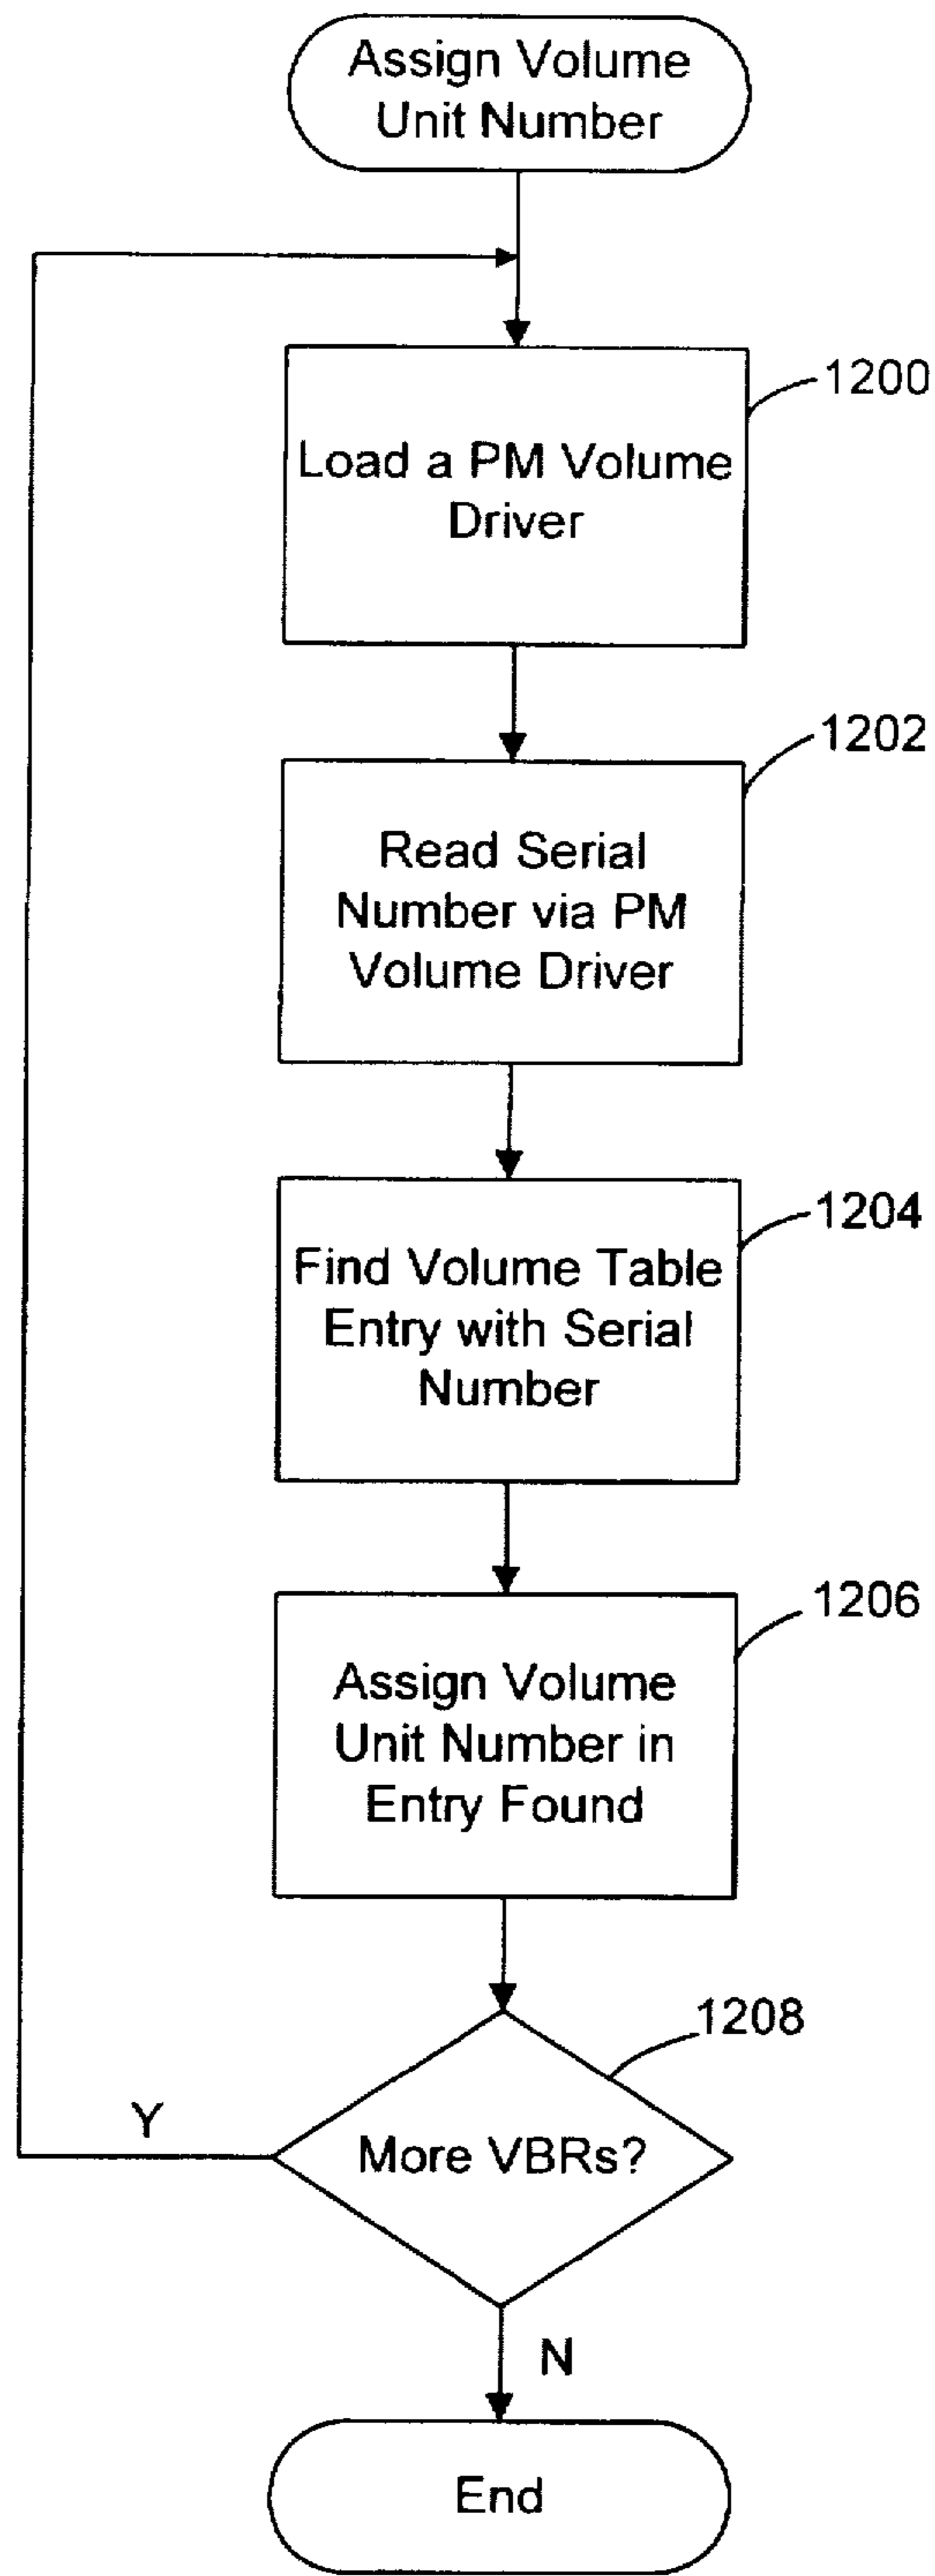 Assign Volume
Unit Number
1200
Load a PM Volume
Driver
1202
Read Serial
Number via PM
Volume Driver
1204
Find Volume Table
Entry with Serial
Number
1206
Assign Volume
Unit Number in
Entry Found
1208
More VBRs?
Y
N
End